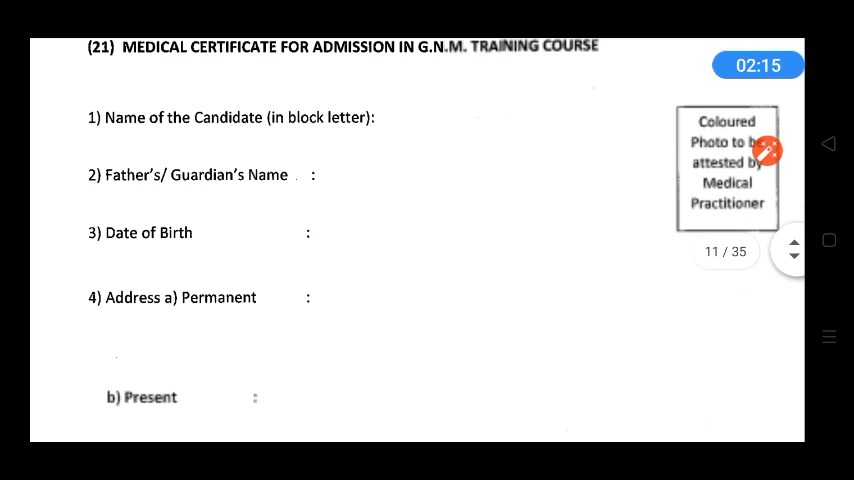 (21) MEDICAL CERTIFICATE FOR ADMISSION IN G.N.M. TRAINING COURSE
02:15
1) Name of the Candidate (in block letter):
Coloured
Photo to be
attested by
Medical
Practitioner
2) Father's/ Guardian's Name :
3) Date of Birth :
11 / 35
4) Address a) Permanent :
b) Present :